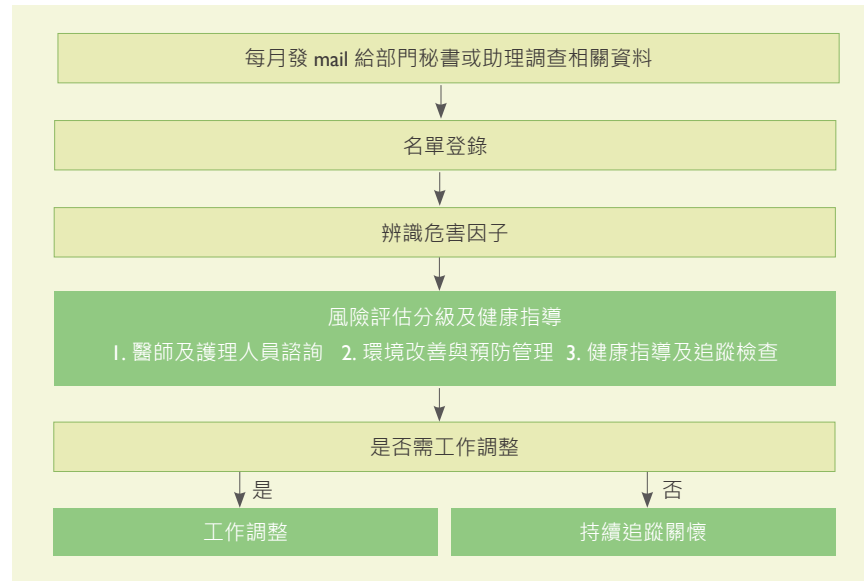 每月發 mail 給部門秘書或助理調查相關資料
名單登錄
辨識危害因子
風險評估分級及健康指導
1. 醫師及護理人員諮詢 2. 環境改善與預防管理 3. 健康指導及追蹤檢查
是否需工作調整
是
否
工作調整
持續追蹤關懷